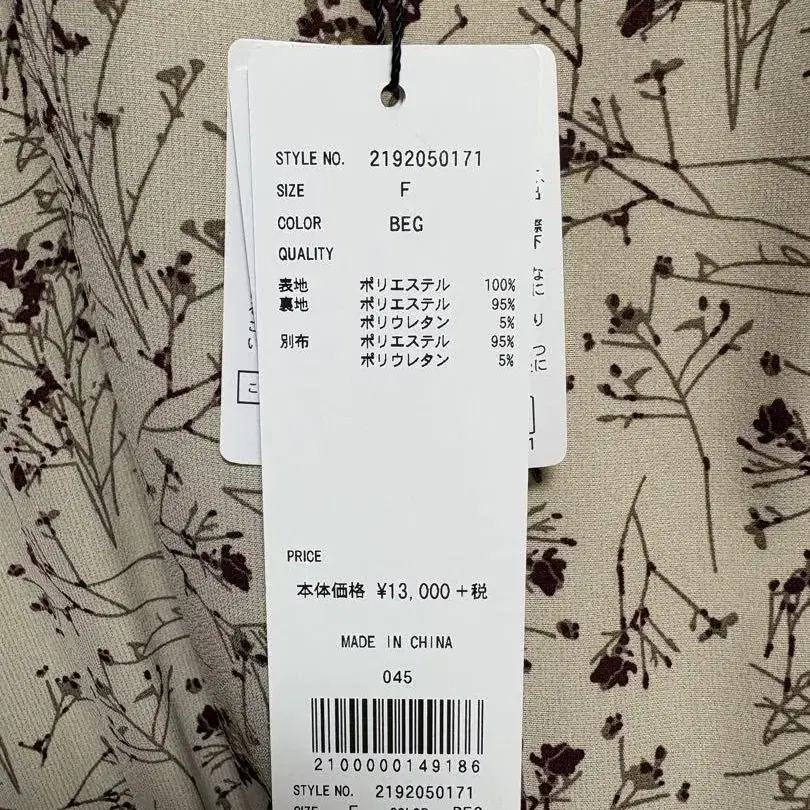 STYLE NO. 2192050171
SIZE F
COLOR BEG
QUALITY
表地 ポリエステル 100%
裏地 ポリエステル 95%
ポリウレタン 5%
別布 ポリエステル 95%
ポリウレタン 5%
PRICE
本体価格 ¥13,000+税
MADE IN CHINA
045
2100000149186
STYLE NO. 2192050171
SIZE F COLOR BEG